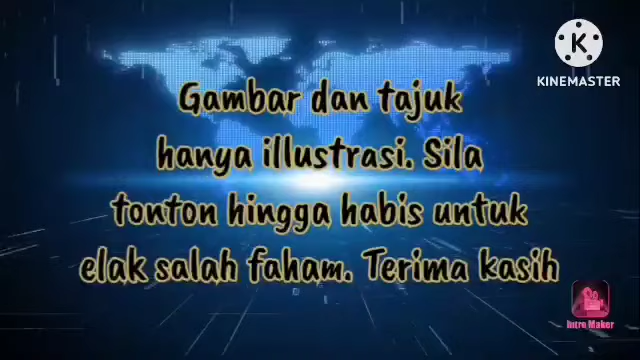 KINEMASTER
Gambar dan tajuk
hanya illustrasi. Sila
tonton hingga habis untuk
elak salah faham. Terima kasih
Intro Maker